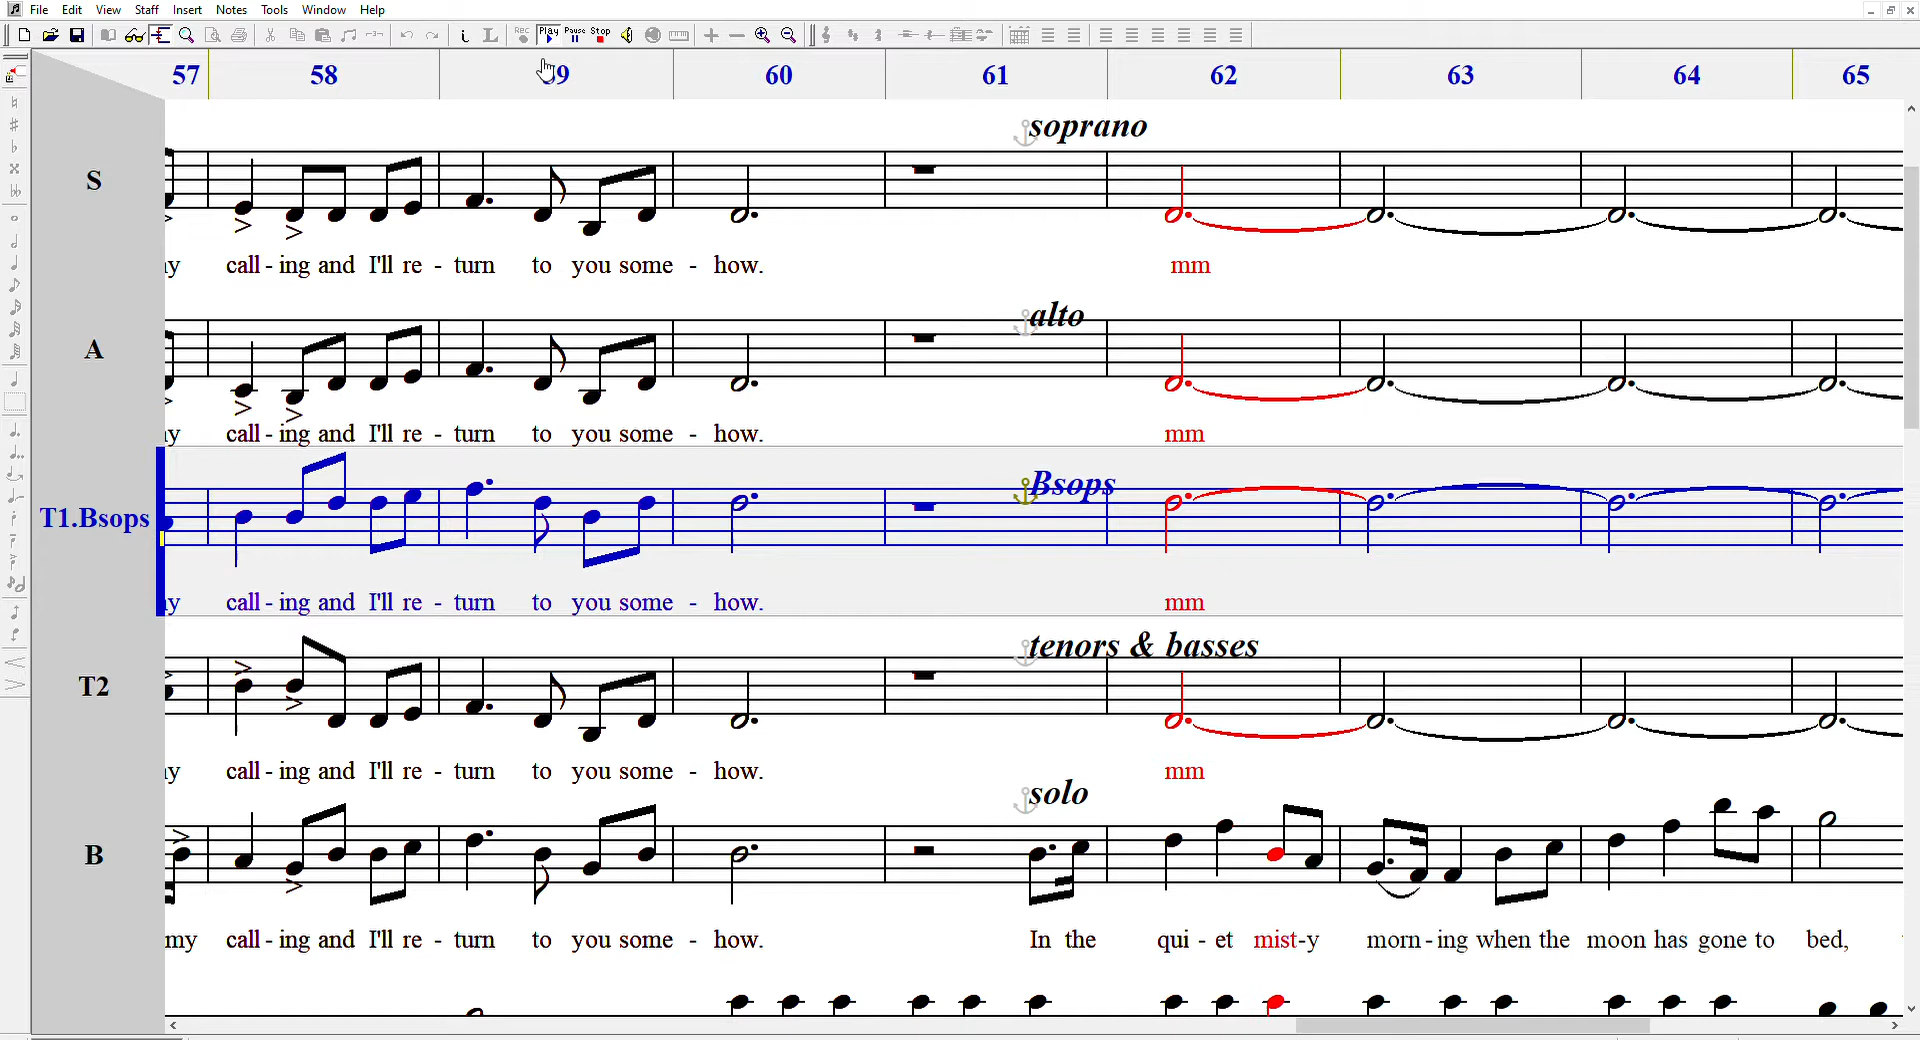 File Edit View Staff Insert Notes Tools Window Help
Rec Play Pause Stop
57 58 59 60 61 62 63 64 65
soprano
S
call - ing and I'll re - turn to you some - how. mm
alto
A
call - ing and I'll re - turn to you some - how. mm
Bsops
T1.Bsops
call - ing and I'll re - turn to you some - how. mm
tenors & basses
T2
call - ing and I'll re - turn to you some - how. mm
solo
B
my call - ing and I'll re - turn to you some - how. In the qui - et mist-y morn - ing when the moon has gone to bed,